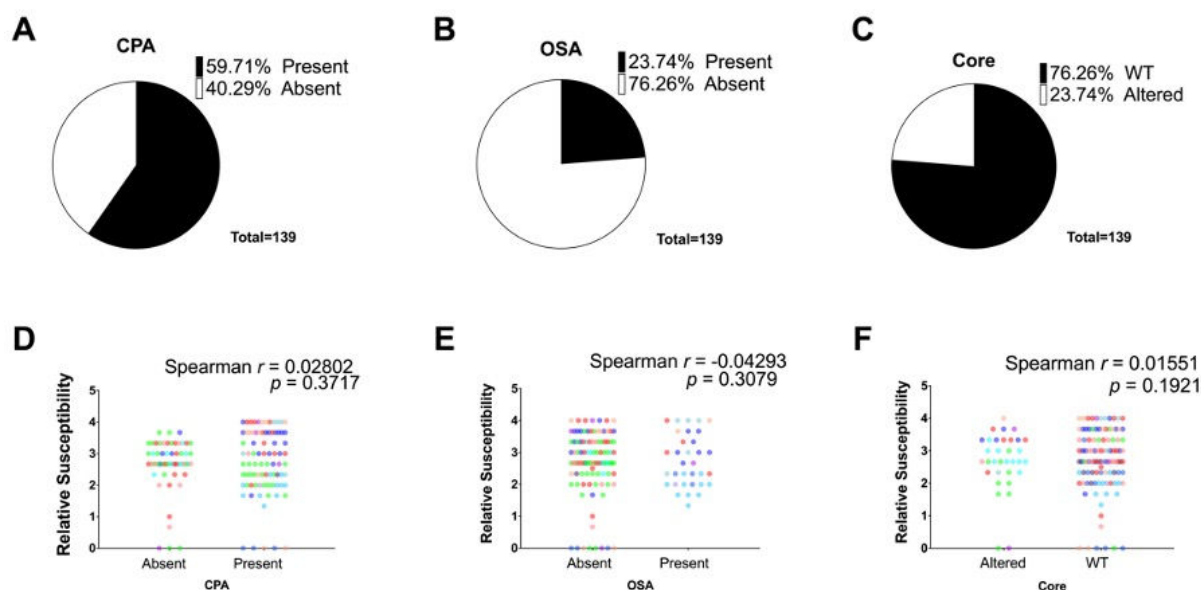 A
CPA
59.71% Present
40.29% Absent
Total=139
B
OSA
23.74% Present
76.26% Absent
Total=139
C
Core
76.26% WT
23.74% Altered
Total=139
D
Spearman r = 0.02802
p = 0.3717
Relative Susceptibility
5
4
3
2
1
0
Absent
Present
CPA
E
Spearman r = -0.04293
p = 0.3079
Relative Susceptibility
5
4
3
2
1
0
Absent
Present
OSA
F
Spearman r = 0.01551
p = 0.1921
Relative Susceptibility
5
4
3
2
1
0
Altered
WT
Core